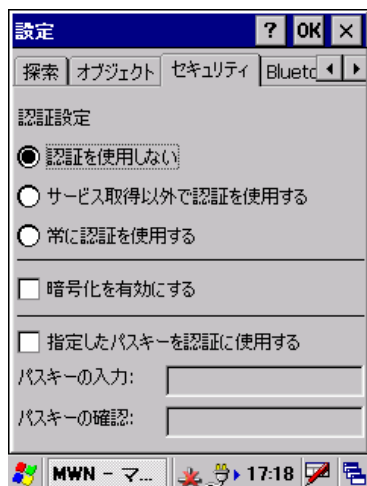 設定 ? OK ×
探索 オブジェクト セキュリティ Bluetc
認証設定
認証を使用しない
サービス取得以外で認証を使用する
常に認証を使用する
暗号化を有効にする
指定したパスキーを認証に使用する
パスキーの入力:
パスキーの確認:
MWN - マ... 17:18